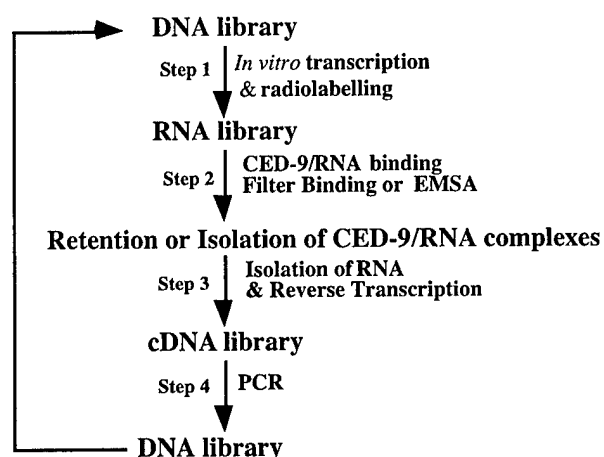 DNA library
Step 1
In vitro transcription
& radiolabelling
RNA library
Step 2
CED-9/RNA binding
Filter Binding or EMSA
Retention or Isolation of CED-9/RNA complexes
Step 3
Isolation of RNA
& Reverse Transcription
cDNA library
Step 4
PCR
DNA library